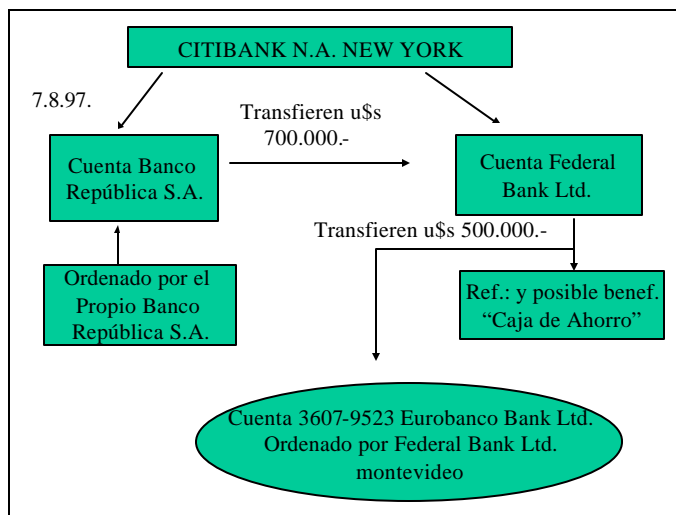 CITIBANK N.A. NEW YORK
7.8.97.
Transfieren u$s
700.000.-
Cuenta Banco
República S.A.
Cuenta Federal
Bank Ltd.
Transfieren u$s 500.000.-
Ordenado por el
Propio Banco
República S.A.
Ref.: y posible benef.
“Caja de Ahorro”
Cuenta 3607-9523 Eurobanco Bank Ltd.
Ordenado por Federal Bank Ltd.
montevideo